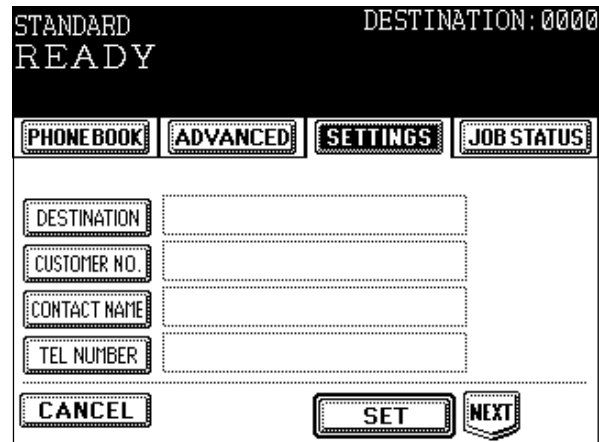 STANDARD DESTINATION:0000
READY
PHONE BOOK ADVANCED SETTINGS JOB STATUS
DESTINATION
CUSTOMER NO.
CONTACT NAME
TEL NUMBER
CANCEL SET NEXT